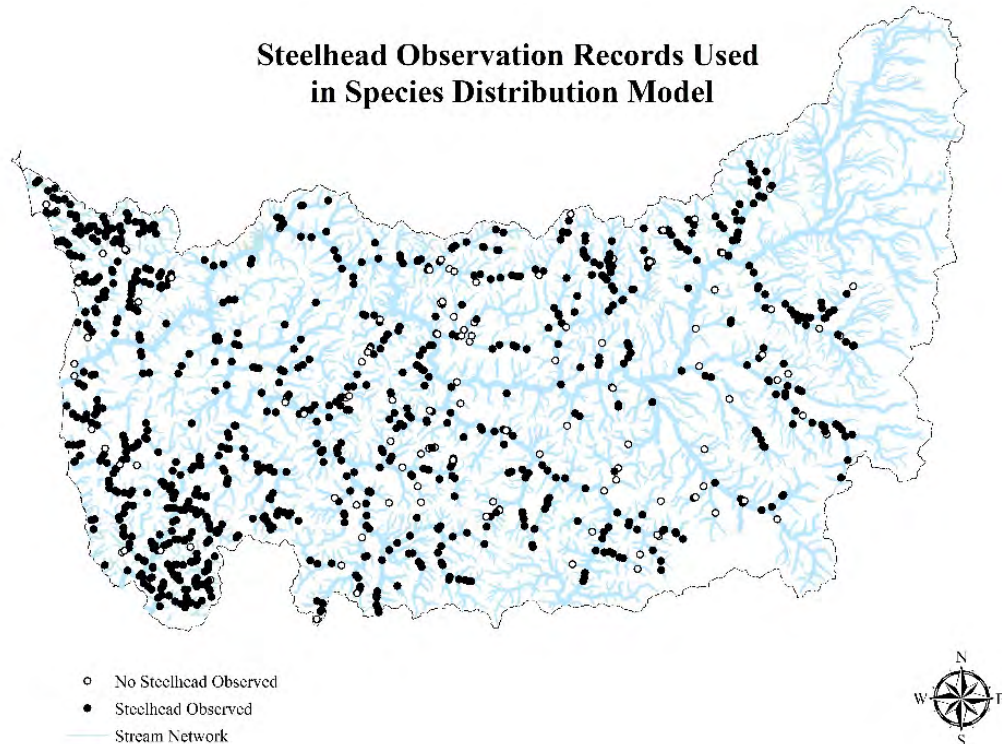 Steelhead Observation Records Used
in Species Distribution Model
No Steelhead Observed
Steelhead Observed
Stream Network
N
W
E
S